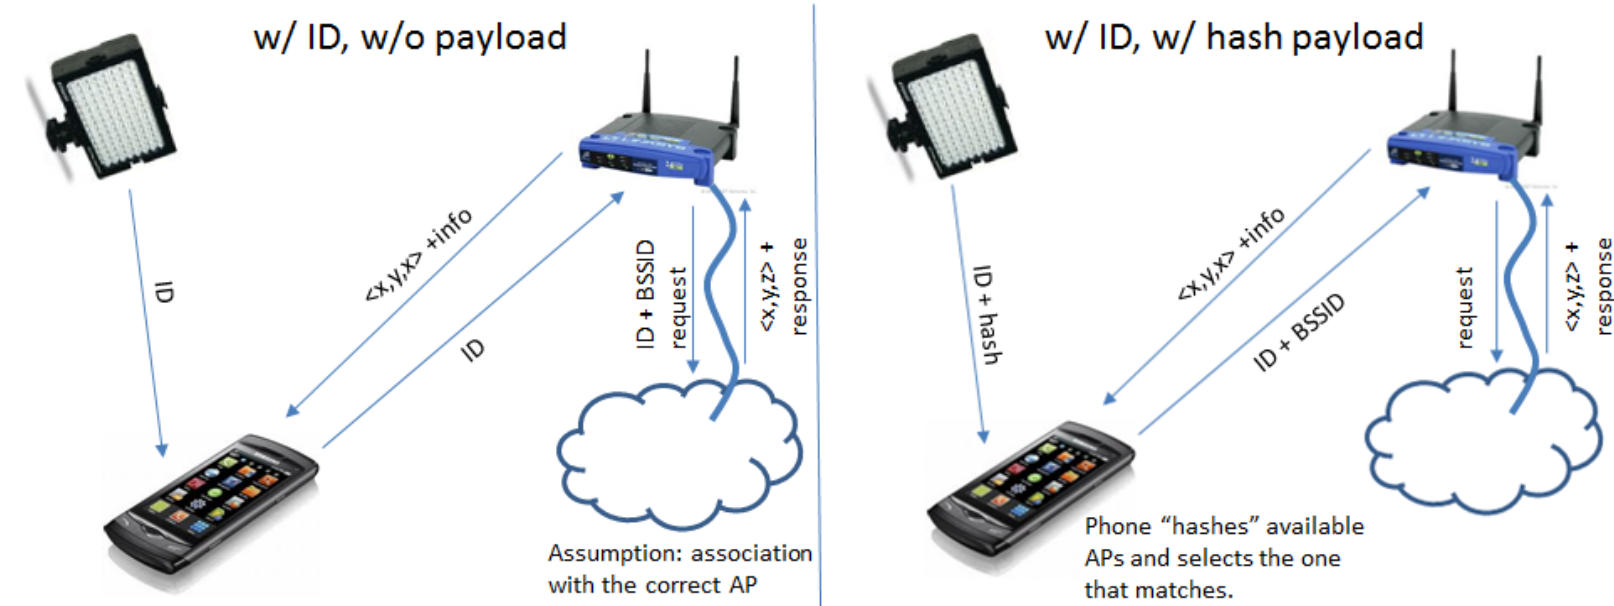 w/ ID, w/o payload
ID
<x,y,x> +info
ID
ID + BSSID
request
<x,y,z> +
response
Assumption: association
with the correct AP
w/ ID, w/ hash payload
ID + hash
<x,y,x> +info
ID + BSSID
request
<x,y,z> +
response
Phone “hashes” available
APs and selects the one
that matches.